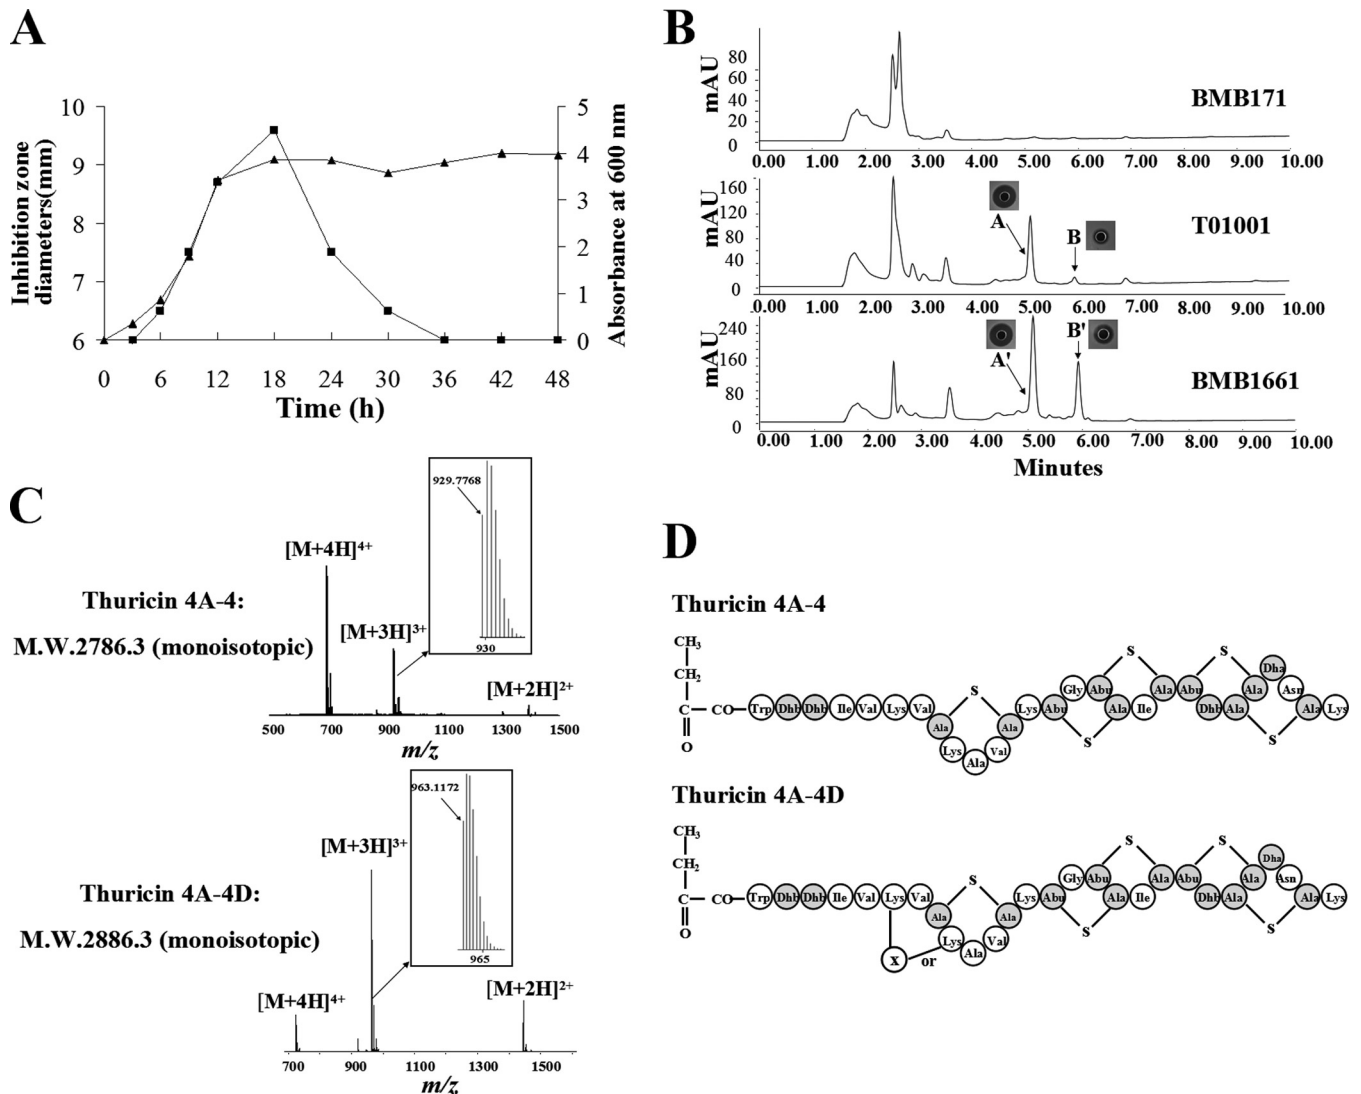 A
Inhibition zone
diameters(mm)
10
9
8
7
6
5
4
3
2
1
0
Absorbance at 600 nm
0 6 12 18 24 30 36 42 48
Time (h)
B
mAU
80
60
40
20
0
BMB171
0.00 1.00 2.00 3.00 4.00 5.00 6.00 7.00 8.00 9.00 10.00
mAU
160
120
80
40
0
A
B
T01001
0.00 1.00 2.00 3.00 4.00 5.00 6.00 7.00 8.00 9.00 10.00
mAU
240
160
80
0
A'
B'
BMB1661
0.00 1.00 2.00 3.00 4.00 5.00 6.00 7.00 8.00 9.00 10.00
Minutes
C
Thuricin 4A-4:
M.W.2786.3 (monoisotopic)
[M+4H]4+
[M+3H]3+
[M+2H]2+
929.7768
930
500 700 900 1100 1300 1500
m/z
Thuricin 4A-4D:
M.W.2886.3 (monoisotopic)
[M+4H]4+
[M+3H]3+
[M+2H]2+
963.1172
965
700 900 1100 1300 1500
m/z
D
Thuricin 4A-4
CH3
CH2
C CO Trp Dhb Dhb Ile Val Lys Val Ala Lys Ala Val Ala Lys Abu Gly Abu Ala Ile Ala Abu Dhb Ala Ala Dha Asn Ala Lys
O
S S S S S
Thuricin 4A-4D
CH3
CH2
C CO Trp Dhb Dhb Ile Val Lys Val Ala Lys Ala Val Ala Lys Abu Gly Abu Ala Ile Ala Abu Dhb Ala Ala Dha Asn Ala Lys
O
S S S S S
X or